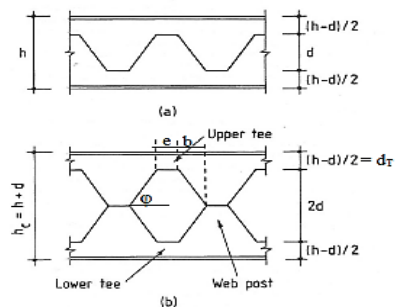 (h-d)/2
h
d
(h-d)/2
(a)
Upper tee
e b
(h-d)/2 = dT
hc = h + d
φ
2d
(h-d)/2
Lower tee
Web post
(b)